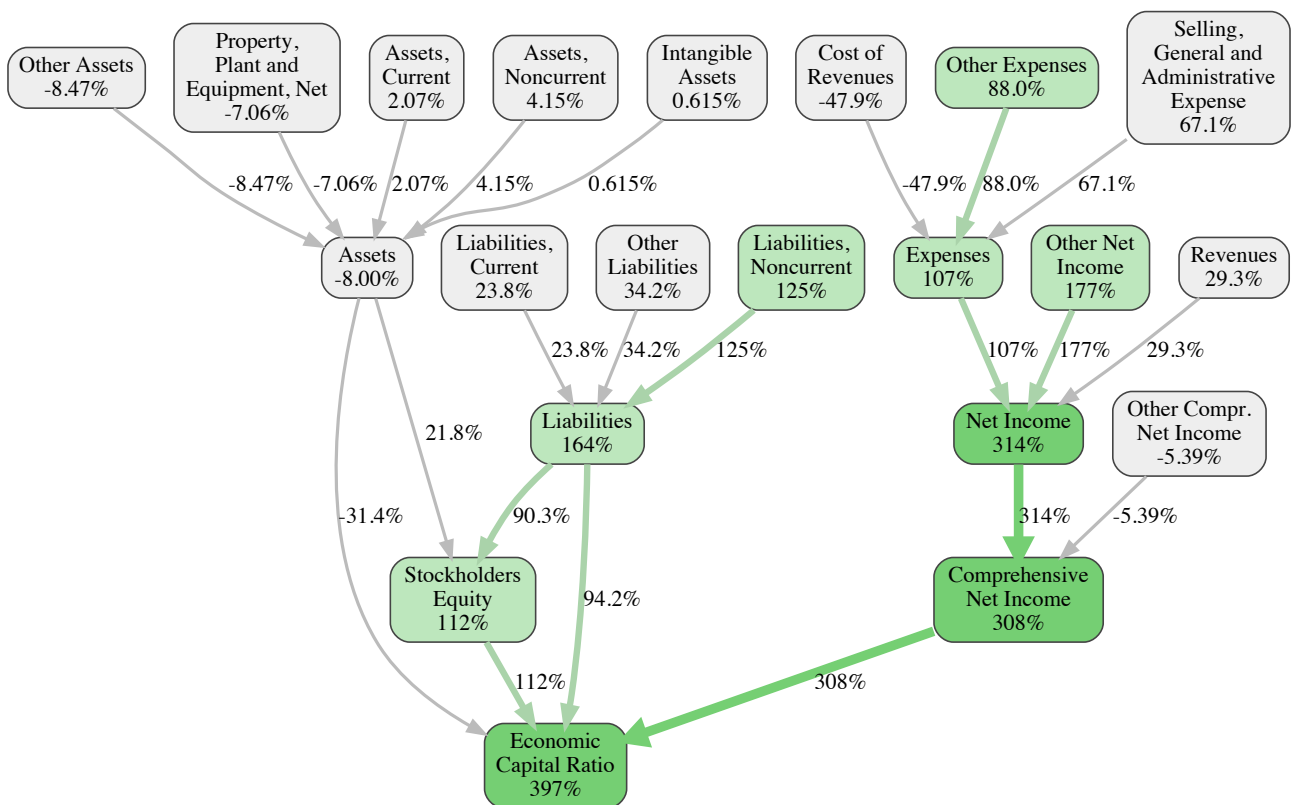 Other Assets
-8.47%
Property,
Plant and
Equipment, Net
-7.06%
Assets,
Current
2.07%
Assets,
Noncurrent
4.15%
Intangible
Assets
0.615%
Cost of
Revenues
-47.9%
Other Expenses
88.0%
Selling,
General and
Administrative
Expense
67.1%
-8.47%
-7.06%
2.07%
4.15%
0.615%
-47.9%
88.0%
67.1%
Assets
-8.00%
Liabilities,
Current
23.8%
Other
Liabilities
34.2%
Liabilities,
Noncurrent
125%
Expenses
107%
Other Net
Income
177%
Revenues
29.3%
23.8%
34.2%
125%
107%
177%
29.3%
21.8%
Liabilities
164%
Net Income
314%
Other Compr.
Net Income
-5.39%
-31.4%
90.3%
314%
-5.39%
Stockholders
Equity
112%
94.2%
Comprehensive
Net Income
308%
112%
308%
Economic
Capital Ratio
397%